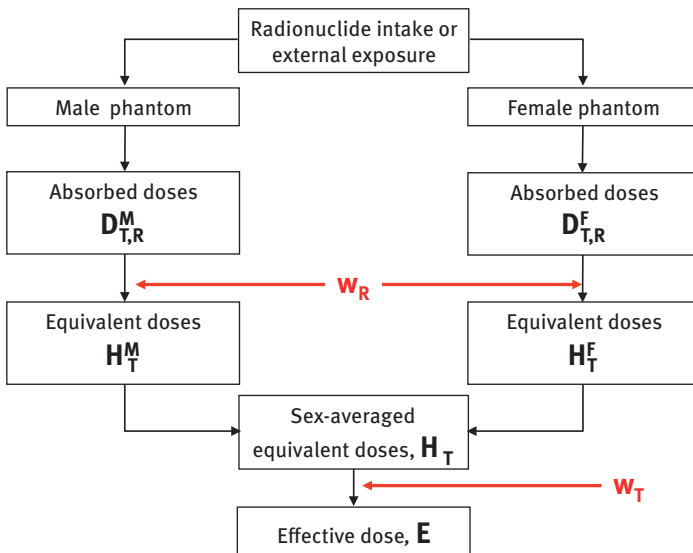 Radionuclide intake or
external exposure
Male phantom
Female phantom
Absorbed doses
D^M_T,R
Absorbed doses
D^F_T,R
w_R
Equivalent doses
H^M_T
Equivalent doses
H^F_T
Sex-averaged
equivalent doses, H_T
w_T
Effective dose, E